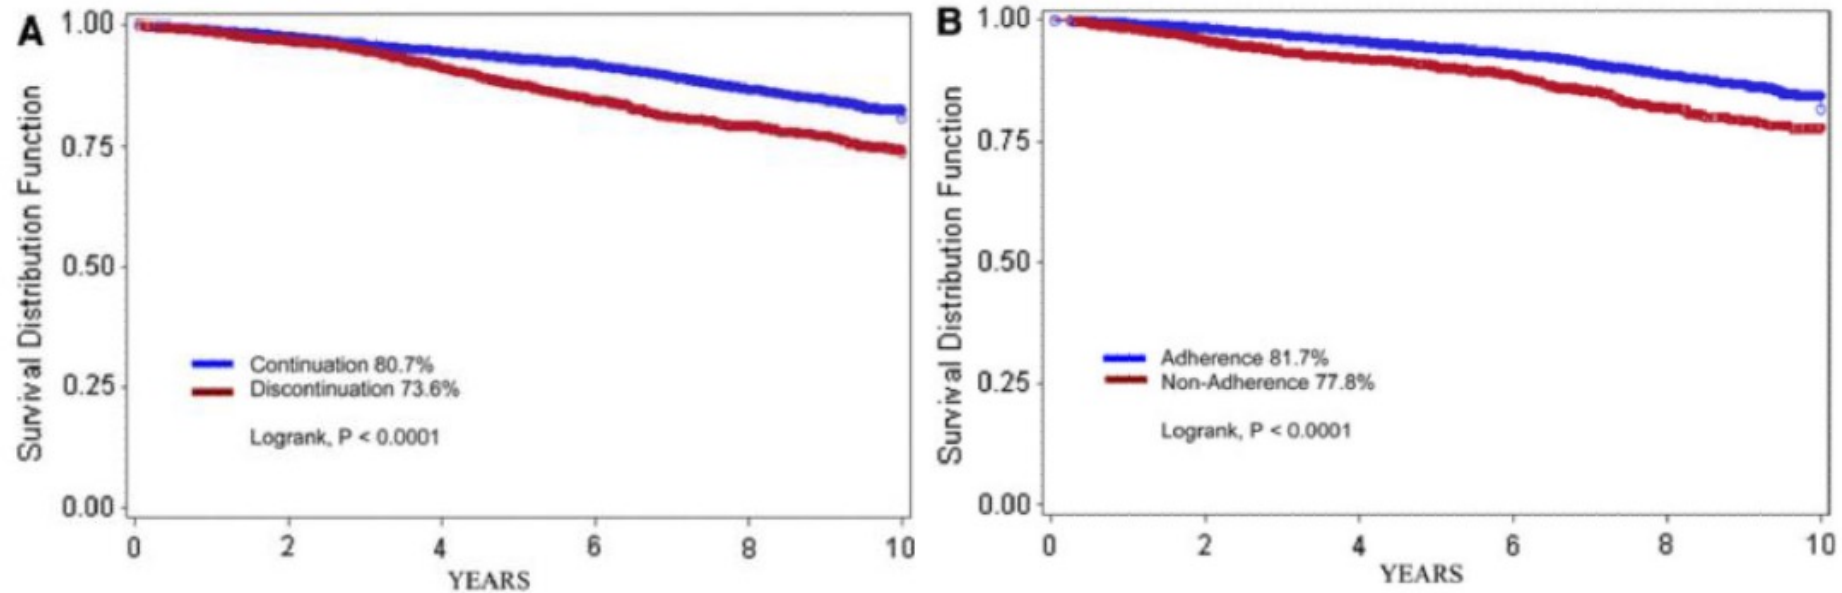 A
1.00
0.75
0.50
0.25
0.00
Survival Distribution Function
Continuation 80.7%
Discontinuation 73.6%
Logrank, P < 0.0001
0 2 4 6 8 10
YEARS
B
1.00
0.75
0.50
0.25
0.00
Survival Distribution Function
Adherence 81.7%
Non-Adherence 77.8%
Logrank, P < 0.0001
0 2 4 6 8 10
YEARS